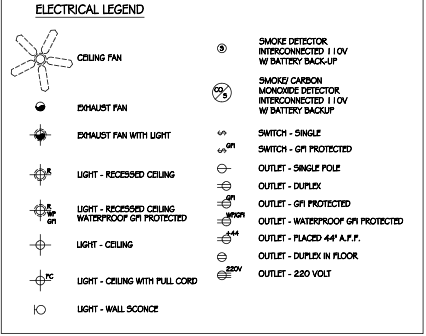 ELECTRICAL LEGEND
CEILING FAN
EXHAUST FAN
EXHAUST FAN WITH LIGHT
R
LIGHT - RECESSED CEILING
R
WP
GFI
LIGHT - RECESSED CEILING
WATERPROOF GFI PROTECTED
LIGHT - CEILING
PC
LIGHT - CEILING WITH PULL CORD
LIGHT - WALL SCONCE
S
SMOKE DETECTOR
INTERCONNECTED 110V
W/ BATTERY BACK-UP
CO/S
SMOKE/ CARBON
MONOXIDE DETECTOR
INTERCONNECTED 110V
W/ BATTERY BACKUP
SWITCH - SINGLE
GFI
SWITCH - GFI PROTECTED
OUTLET - SINGLE POLE
OUTLET - DUPLEX
GFI
OUTLET - GFI PROTECTED
WP/GFI
OUTLET - WATERPROOF GFI PROTECTED
+44
OUTLET - PLACED 44" A.F.F.
OUTLET - DUPLEX IN FLOOR
220V
OUTLET - 220 VOLT